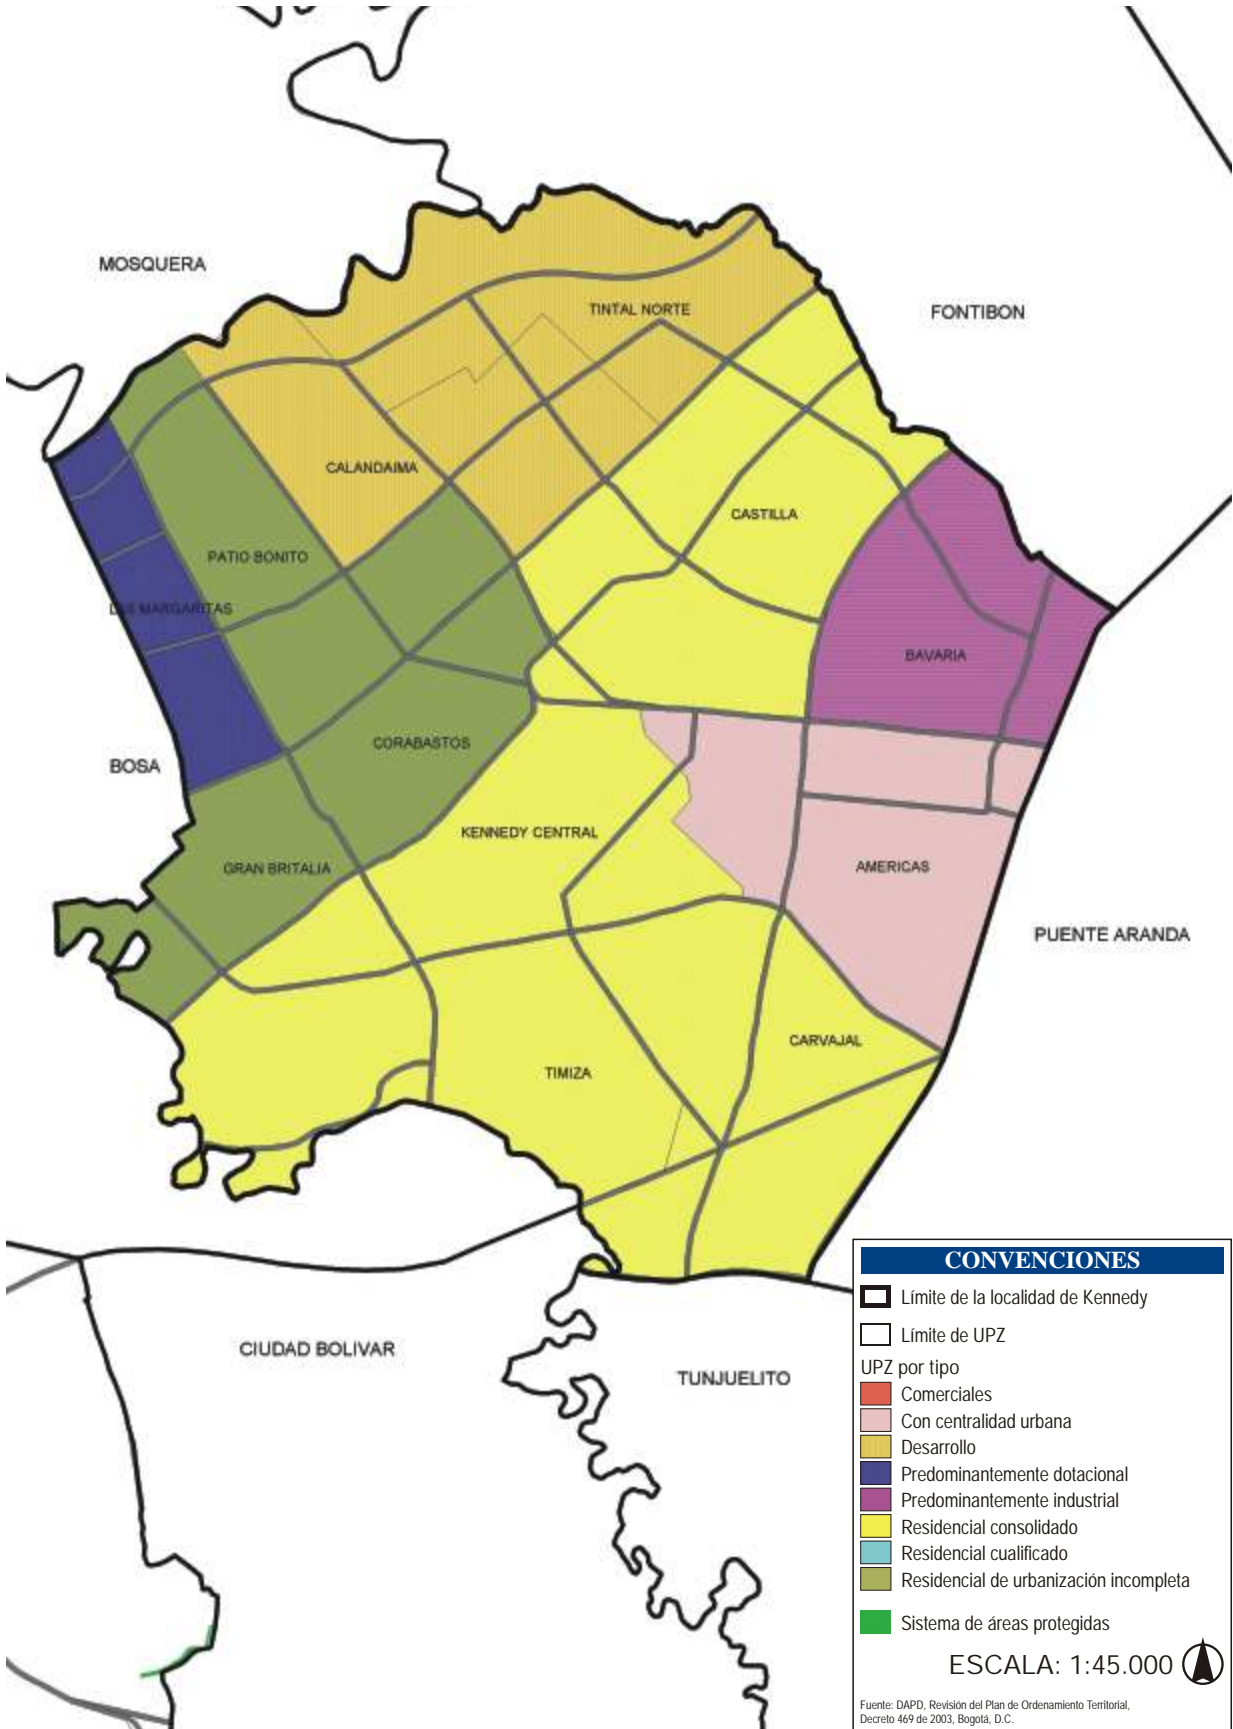 MOSQUERA
TINTAL NORTE
FONTIBON
CALANDAIMA
CASTILLA
PATIO BONITO
LAS MARGARITAS
BAVARIA
CORABASTOS
BOSA
KENNEDY CENTRAL
GRAN BRITALIA
AMERICAS
PUENTE ARANDA
CARVAJAL
TIMIZA
CIUDAD BOLIVAR
TUNJUELITO
CONVENCIONES
Límite de la localidad de Kennedy
Límite de UPZ
UPZ por tipo
Comerciales
Con centralidad urbana
Desarrollo
Predominantemente dotacional
Predominantemente industrial
Residencial consolidado
Residencial cualificado
Residencial de urbanización incompleta
Sistema de áreas protegidas
ESCALA: 1:45.000
Fuente: DAPD, Revisión del Plan de Ordenamiento Territorial,
Decreto 469 de 2003, Bogotá, D.C.